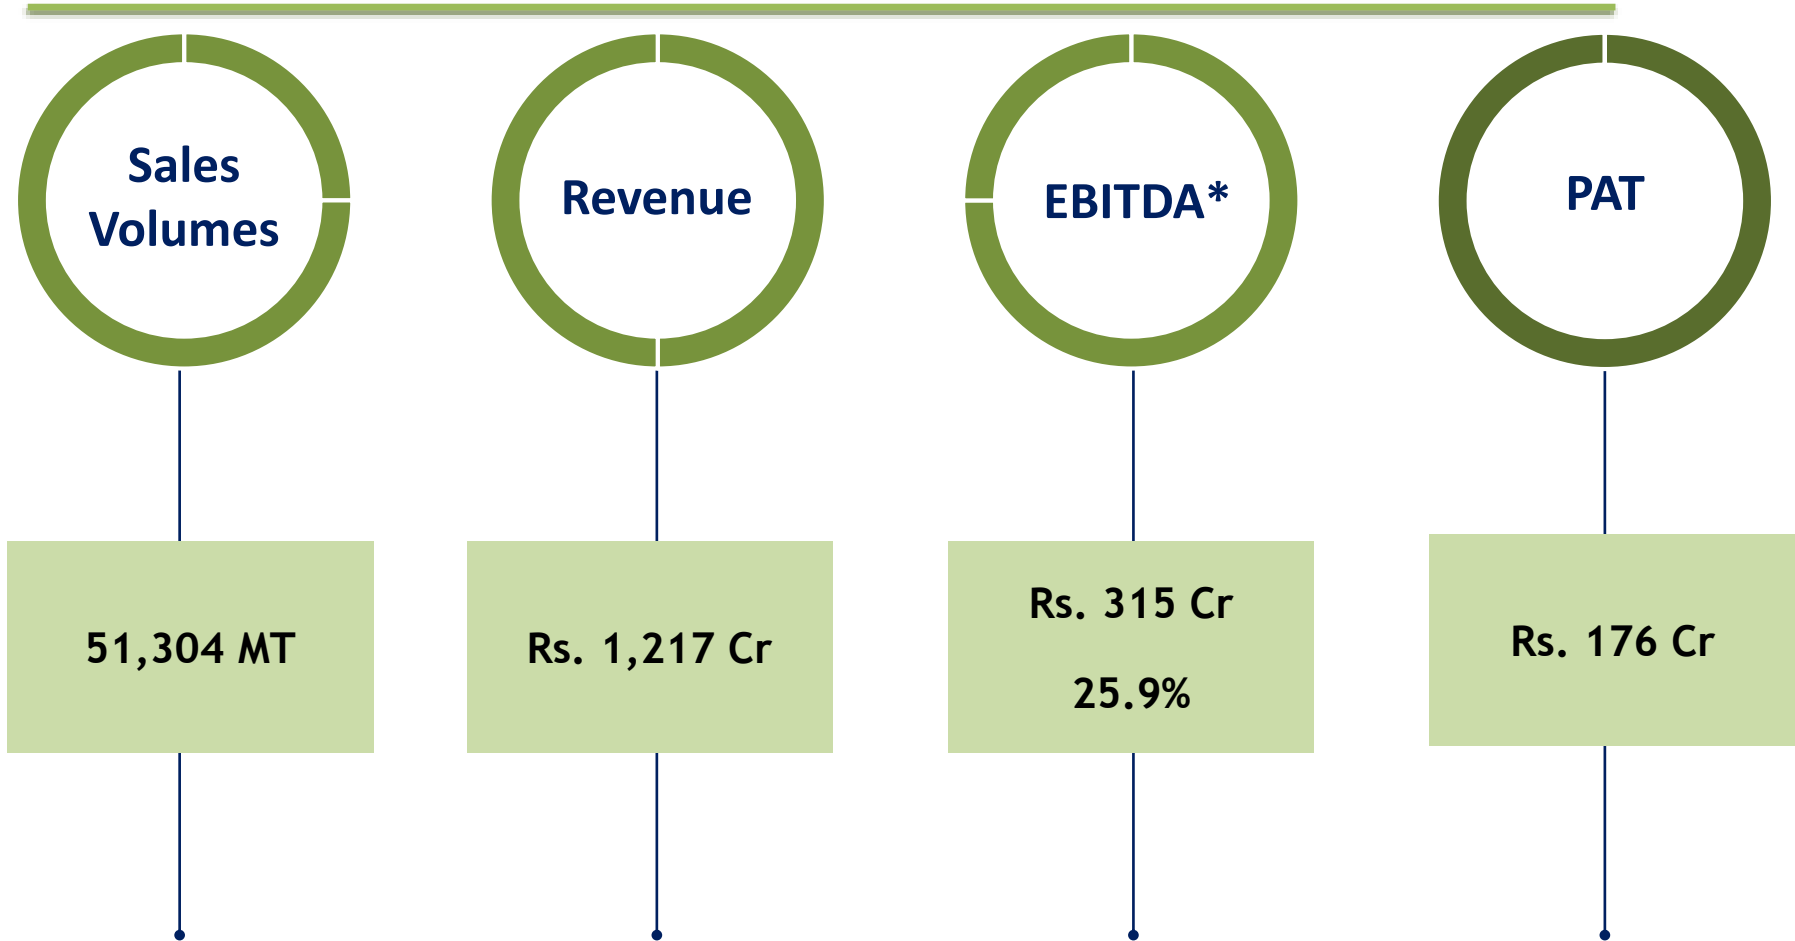 Sales
Volumes
Revenue
EBITDA*
PAT
51,304 MT
Rs. 1,217 Cr
Rs. 315 Cr
25.9%
Rs. 176 Cr